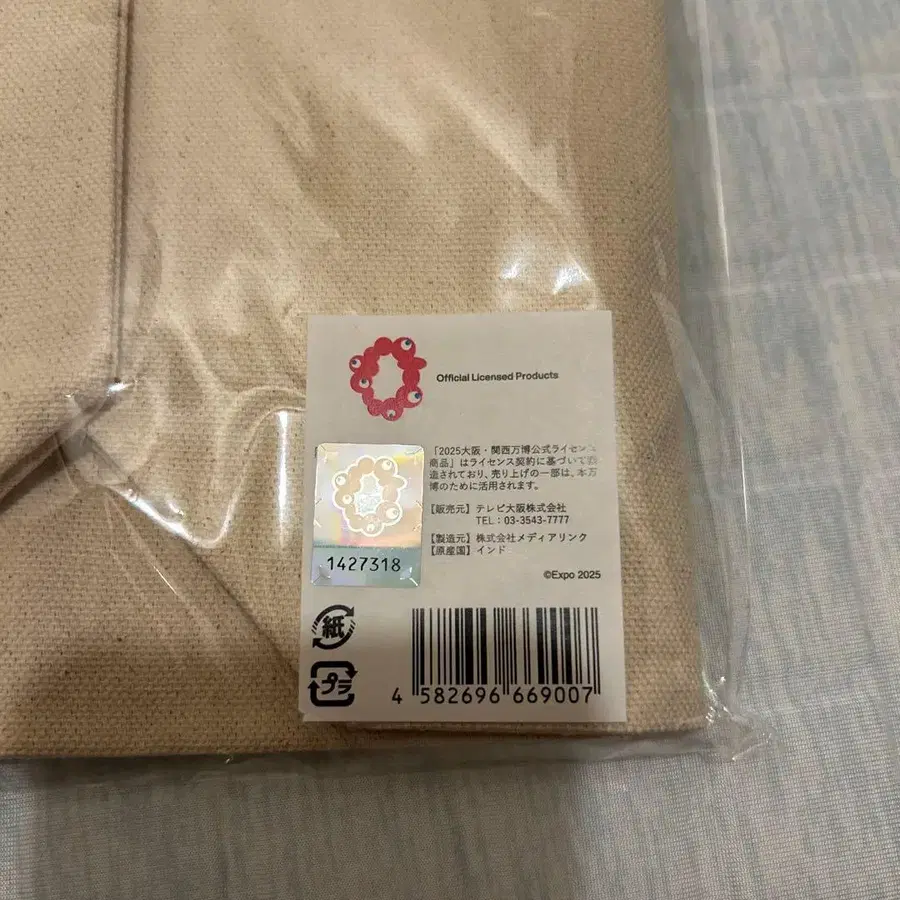 Official Licensed Products
「2025大阪・関西万博公式ライセンス
商品」はライセンス契約に基づいて製
造されており、売り上げの一部は、本万
博のために活用されます。
【販売元】テレビ大阪株式会社
TEL：03-3543-7777
【製造元】株式会社メディアリンク
【原産国】インド
©Expo 2025
1427318
紙
プラ
4 582696 669007